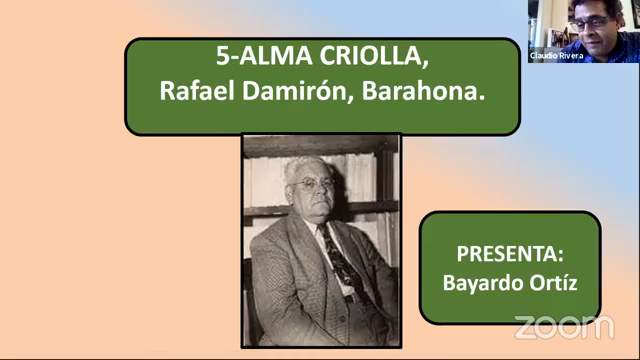 5-ALMA CRIOLLA,
Rafael Damirón, Barahona.
PRESENTA:
Bayardo Ortíz
Claudio Rivera
zoom